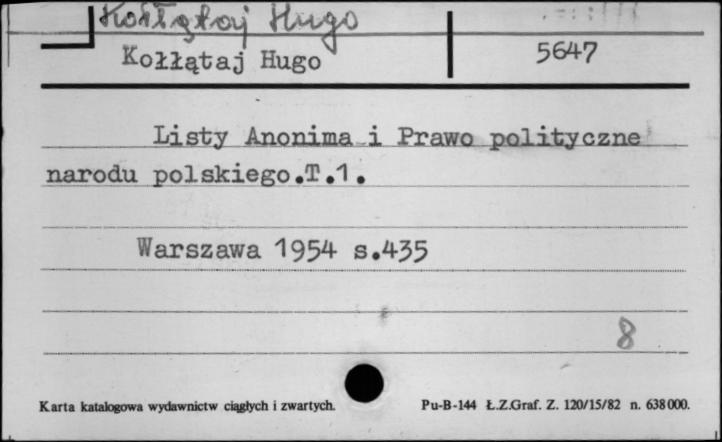 Kołłątaj Hugo
Kołłątaj Hugo 5647
Listy Anonima i Prawo polityczne
narodu polskiego.T.1.
Warszawa 1954 s.435
8
Karta katalogowa wydawnictw ciągłych i zwartych. Pu-B-144 Ł.Z.Graf. Z. 120/15/82 n. 638000.